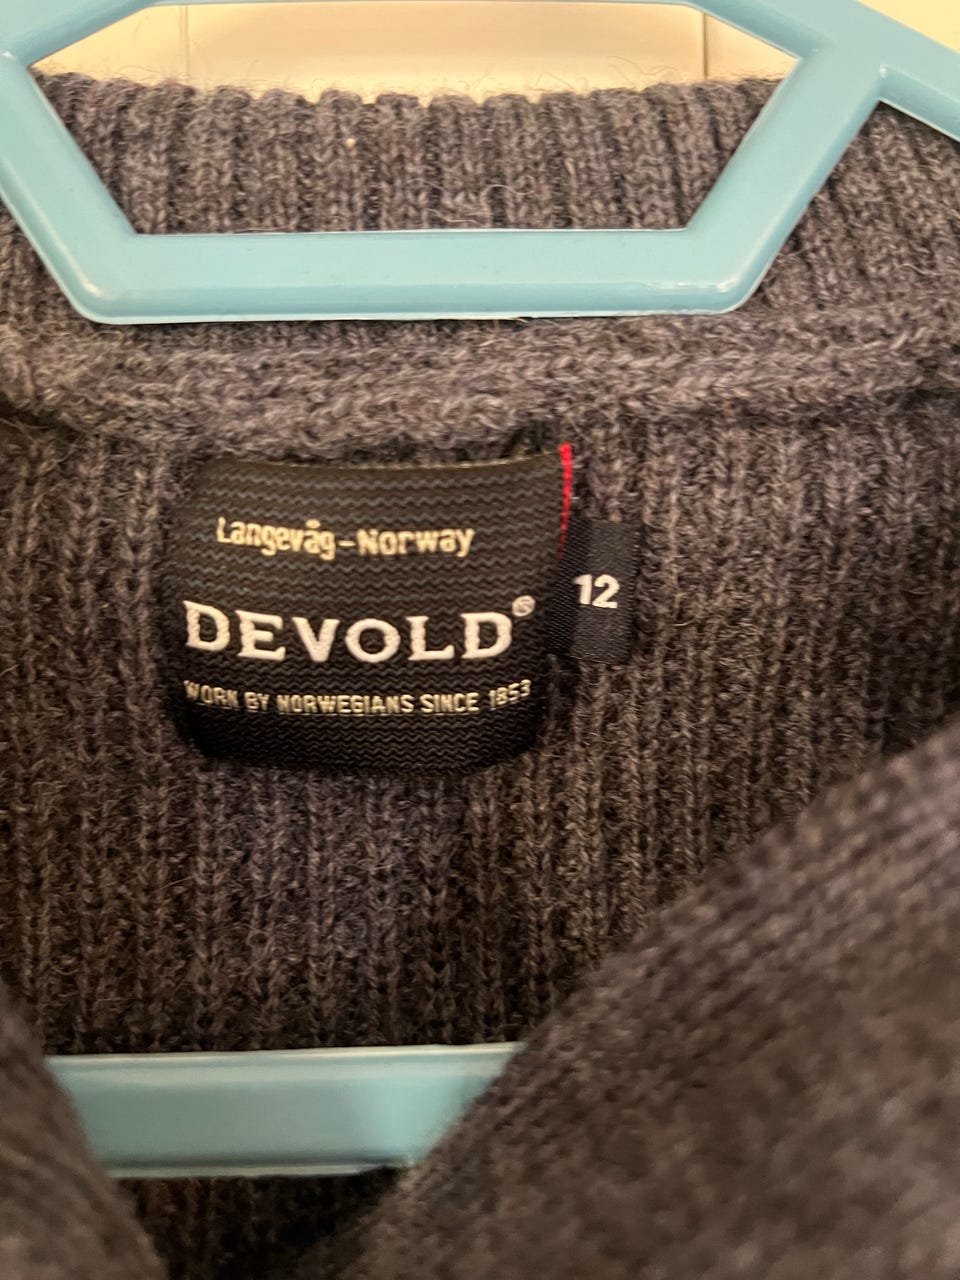 Langevåg-Norway
DEVOLD®
WORN BY NORWEGIANS SINCE 1853
12